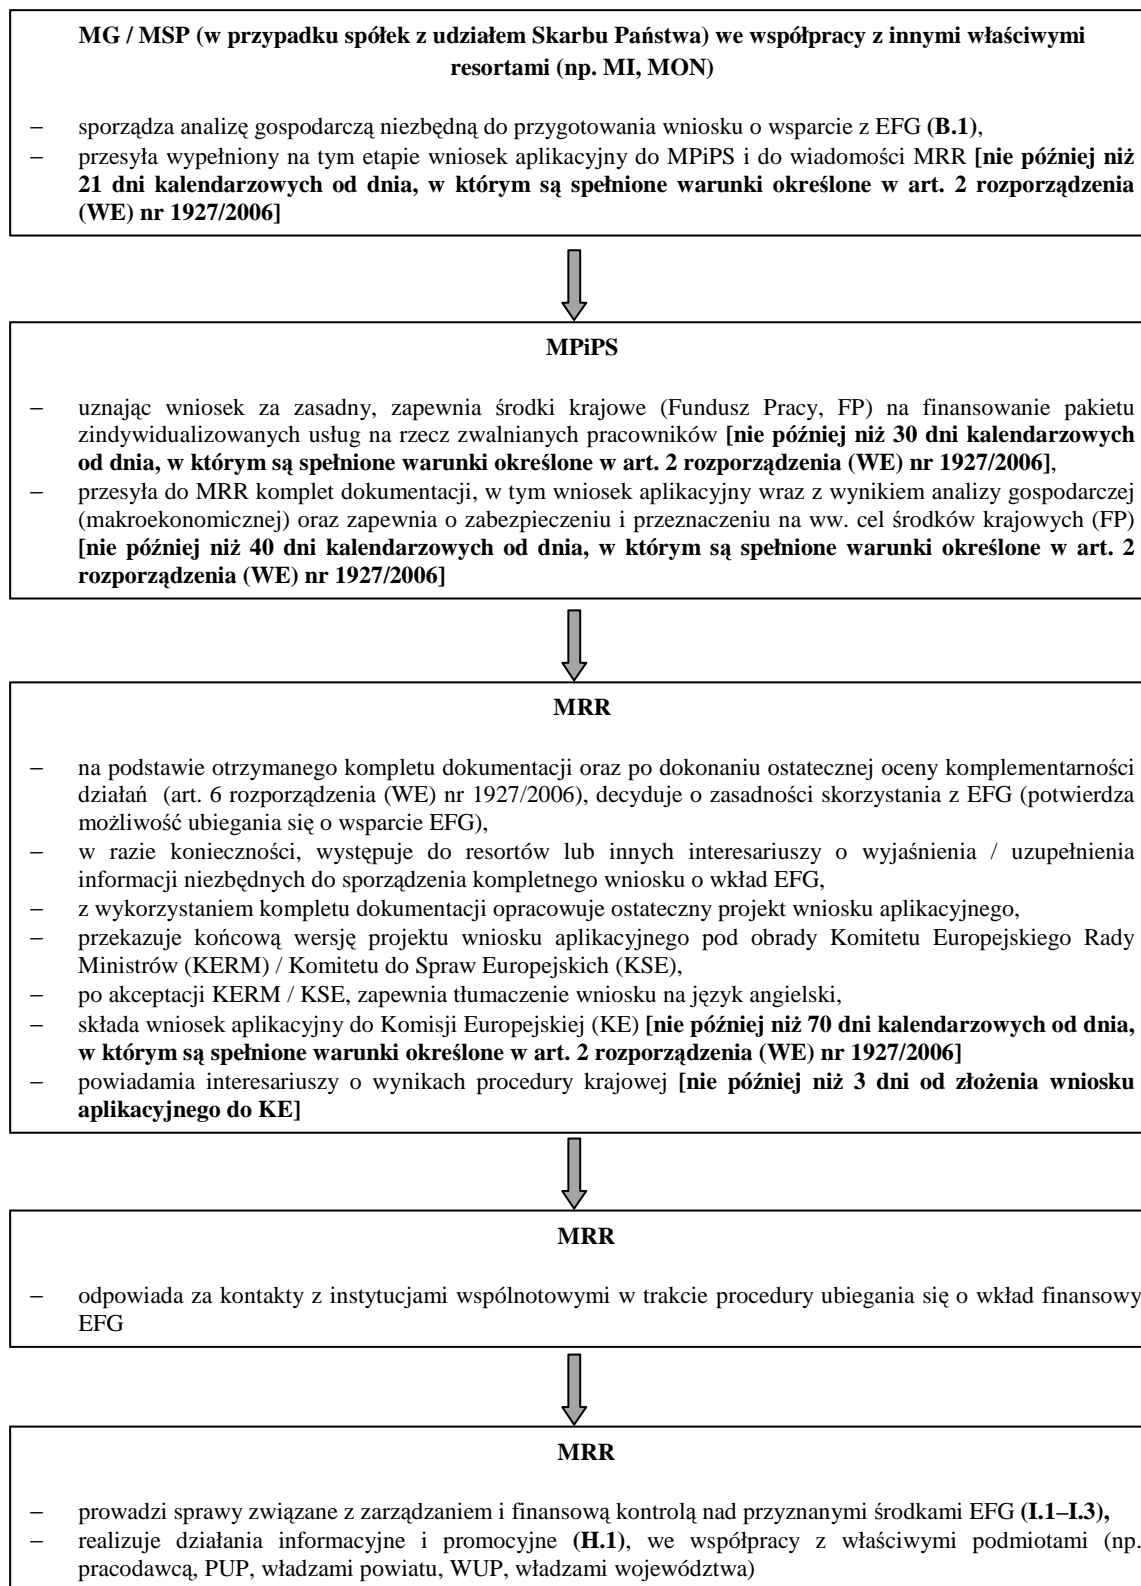 MG / MSP (w przypadku spółek z udziałem Skarbu Państwa) we współpracy z innymi właściwymi
resortami (np. MI, MON)
– sporządza analizę gospodarczą niezbędną do przygotowania wniosku o wsparcie z EFG (B.1),
– przesyła wypełniony na tym etapie wniosek aplikacyjny do MPiPS i do wiadomości MRR [nie później niż
21 dni kalendarzowych od dnia, w którym są spełnione warunki określone w art. 2 rozporządzenia
(WE) nr 1927/2006]
MPiPS
– uznając wniosek za zasadny, zapewnia środki krajowe (Fundusz Pracy, FP) na finansowanie pakietu
zindywidualizowanych usług na rzecz zwalnianych pracowników [nie później niż 30 dni kalendarzowych
od dnia, w którym są spełnione warunki określone w art. 2 rozporządzenia (WE) nr 1927/2006],
– przesyła do MRR komplet dokumentacji, w tym wniosek aplikacyjny wraz z wynikiem analizy gospodarczej
(makroekonomicznej) oraz zapewnia o zabezpieczeniu i przeznaczeniu na ww. cel środków krajowych (FP)
[nie później niż 40 dni kalendarzowych od dnia, w którym są spełnione warunki określone w art. 2
rozporządzenia (WE) nr 1927/2006]
MRR
– na podstawie otrzymanego kompletu dokumentacji oraz po dokonaniu ostatecznej oceny komplementarności
działań (art. 6 rozporządzenia (WE) nr 1927/2006), decyduje o zasadności skorzystania z EFG (potwierdza
możliwość ubiegania się o wsparcie EFG),
– w razie konieczności, występuje do resortów lub innych interesariuszy o wyjaśnienia / uzupełnienia
informacji niezbędnych do sporządzenia kompletnego wniosku o wkład EFG,
– z wykorzystaniem kompletu dokumentacji opracowuje ostateczny projekt wniosku aplikacyjnego,
– przekazuje końcową wersję projektu wniosku aplikacyjnego pod obrady Komitetu Europejskiego Rady
Ministrów (KERM) / Komitetu do Spraw Europejskich (KSE),
– po akceptacji KERM / KSE, zapewnia tłumaczenie wniosku na język angielski,
– składa wniosek aplikacyjny do Komisji Europejskiej (KE) [nie później niż 70 dni kalendarzowych od dnia,
w którym są spełnione warunki określone w art. 2 rozporządzenia (WE) nr 1927/2006]
– powiadamia interesariuszy o wynikach procedury krajowej [nie później niż 3 dni od złożenia wniosku
aplikacyjnego do KE]
MRR
– odpowiada za kontakty z instytucjami wspólnotowymi w trakcie procedury ubiegania się o wkład finansowy
EFG
MRR
– prowadzi sprawy związane z zarządzaniem i finansową kontrolą nad przyznanymi środkami EFG (I.1–I.3),
– realizuje działania informacyjne i promocyjne (H.1), we współpracy z właściwymi podmiotami (np.
pracodawcą, PUP, władzami powiatu, WUP, władzami województwa)